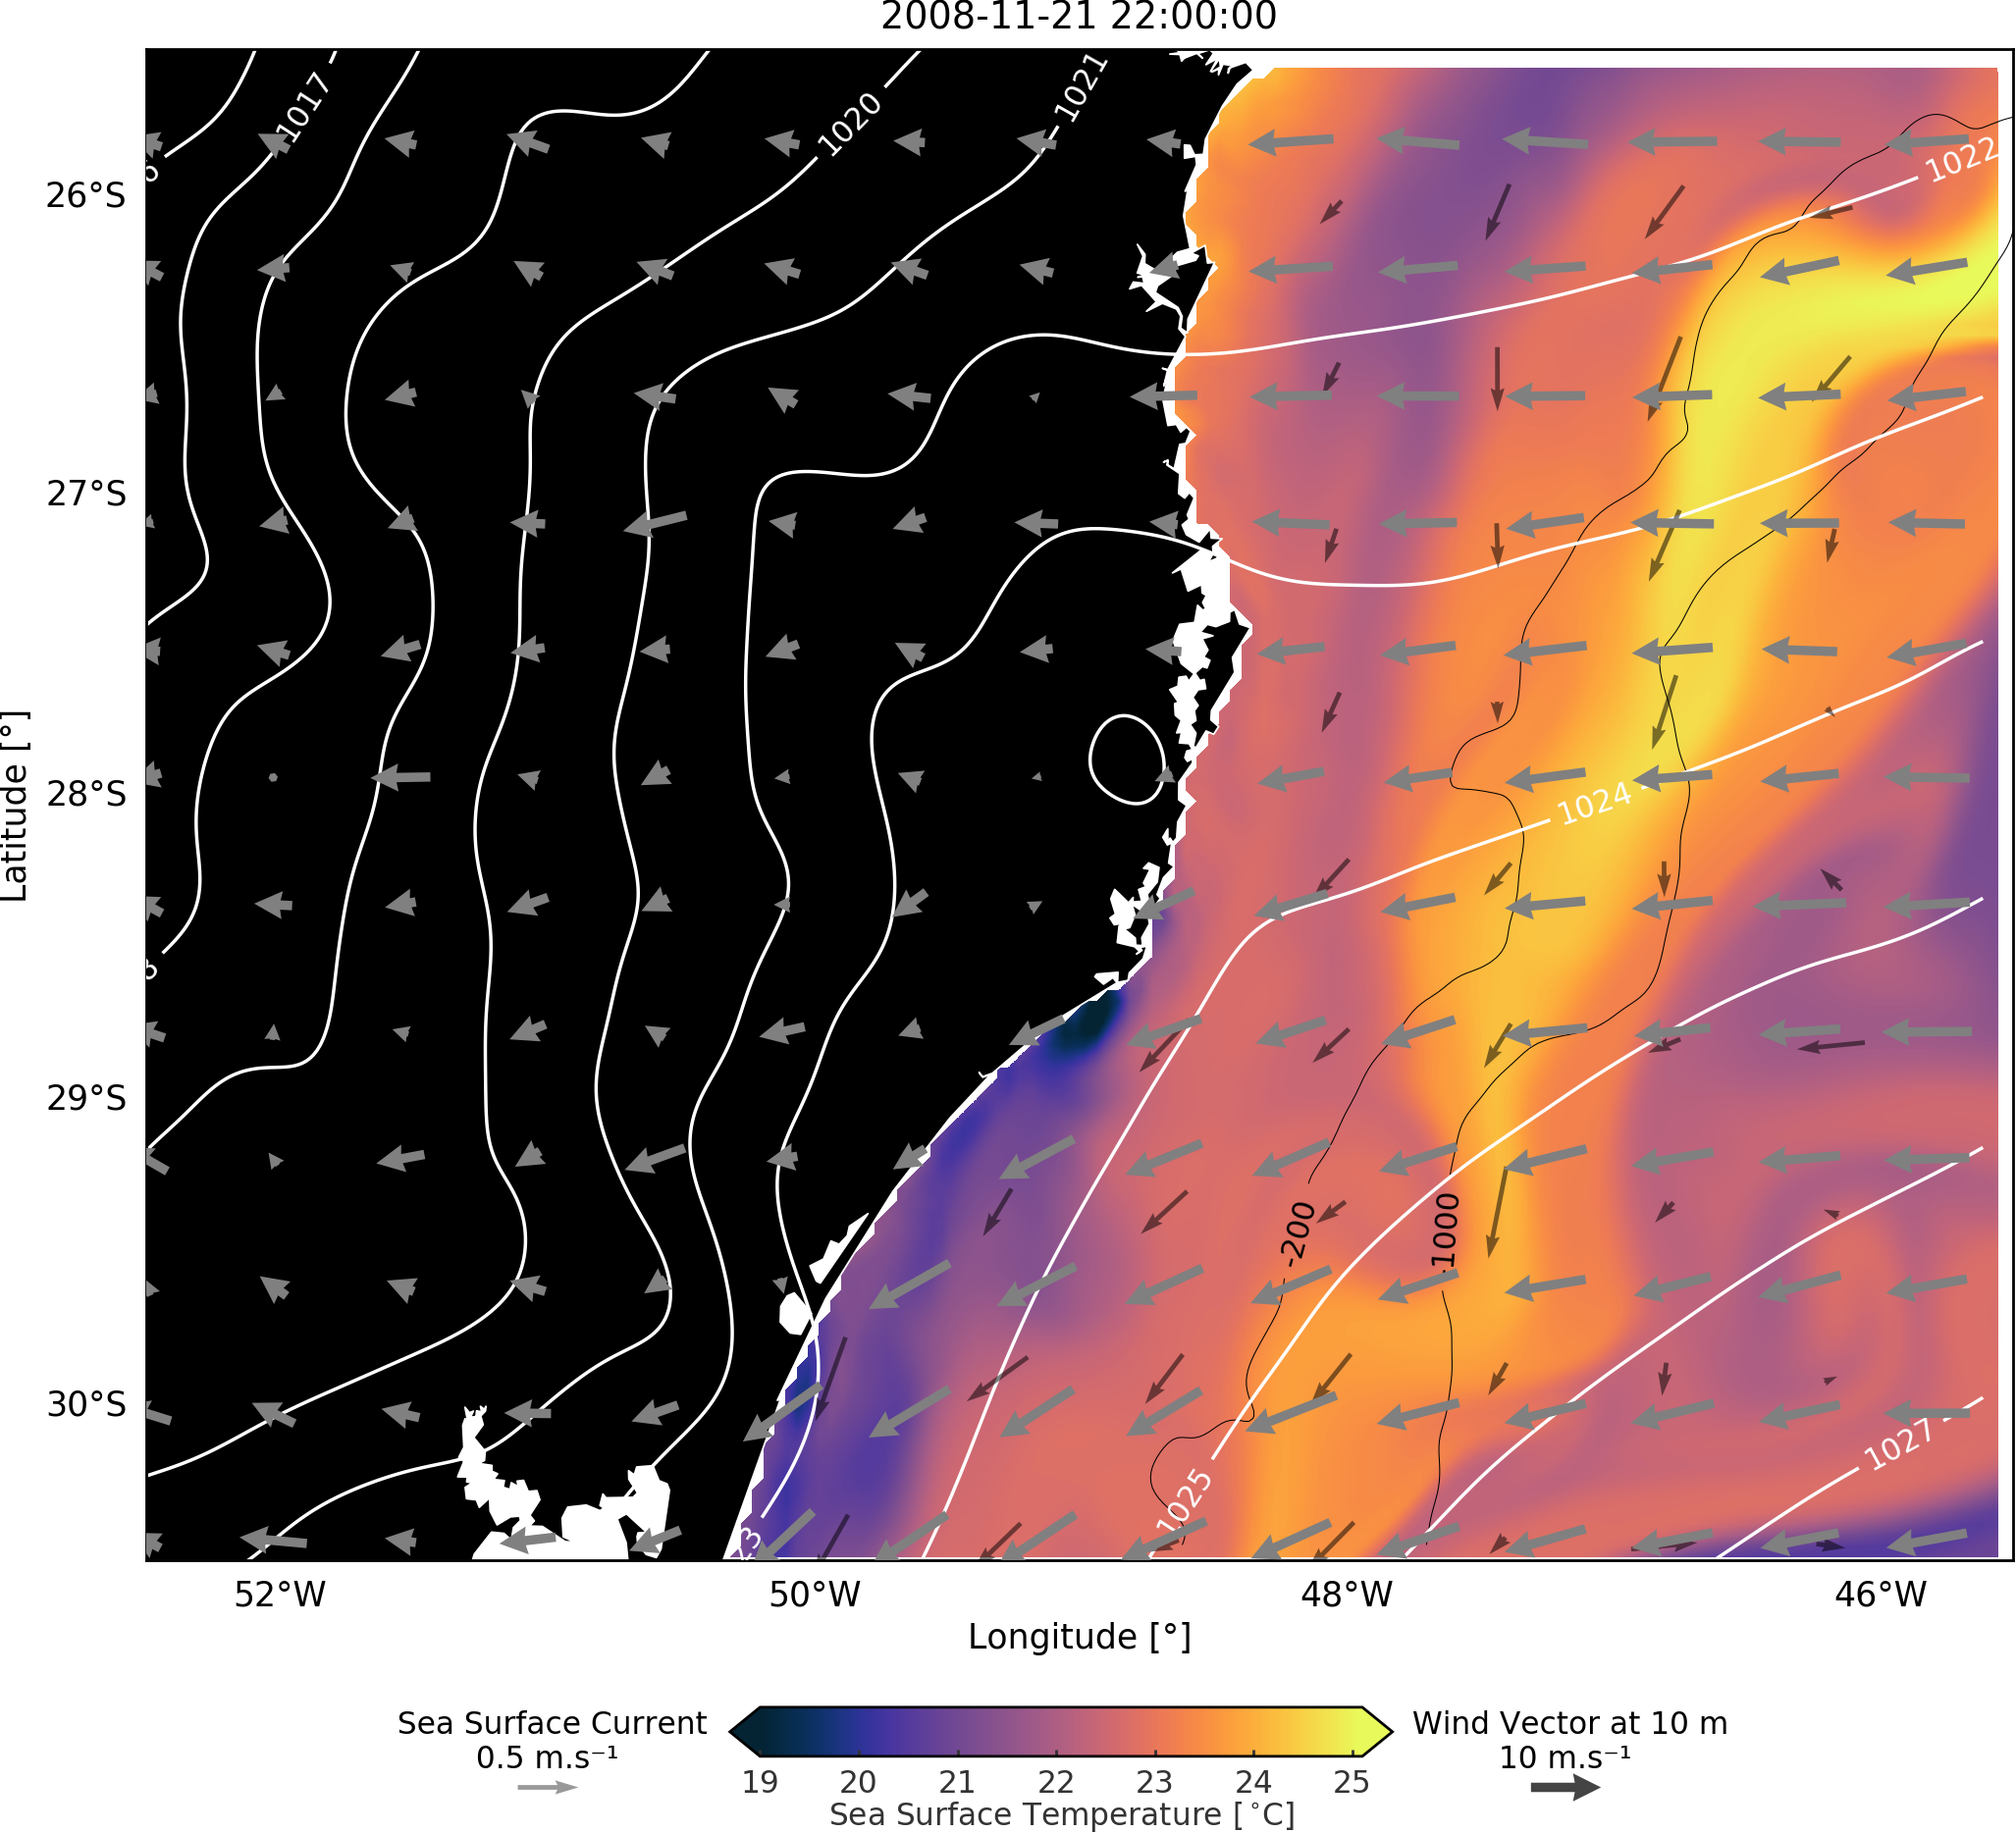 2008-11-21 22:00:00
1017
1020
1021
1022
26°S
27°S
28°S
29°S
30°S
Latitude [°]
1024
-200
-1000
1025
1027
52°W
50°W
48°W
46°W
Longitude [°]
Sea Surface Current
0.5 m.s⁻¹
19 20 21 22 23 24 25
Sea Surface Temperature [°C]
Wind Vector at 10 m
10 m.s⁻¹